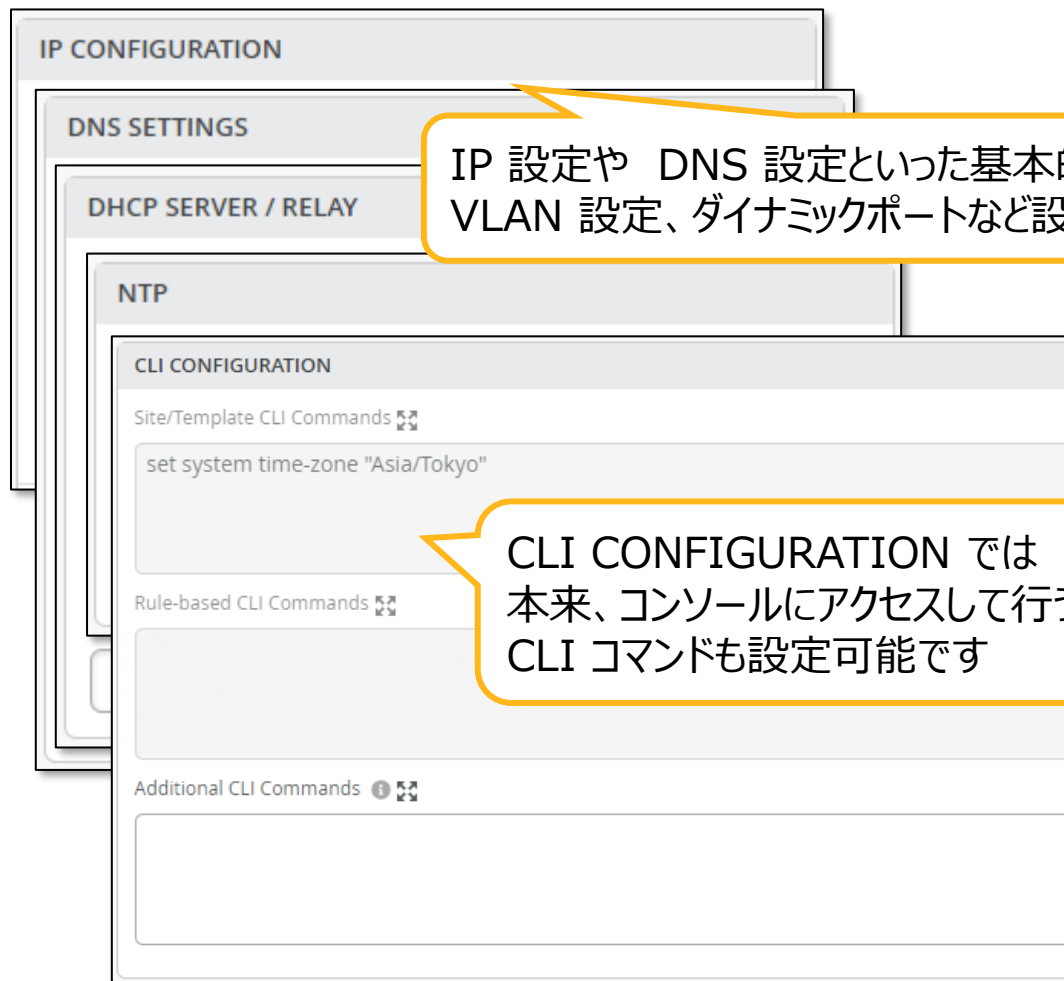 IP CONFIGURATION
DNS SETTINGS
IP 設定や DNS 設定といった基本
VLAN 設定、ダイナミックポートなど設
DHCP SERVER / RELAY
NTP
CLI CONFIGURATION
Site/Template CLI Commands
set system time-zone "Asia/Tokyo"
CLI CONFIGURATION では
本来、コンソールにアクセスして行う
CLI コマンドも設定可能です
Rule-based CLI Commands
Additional CLI Commands